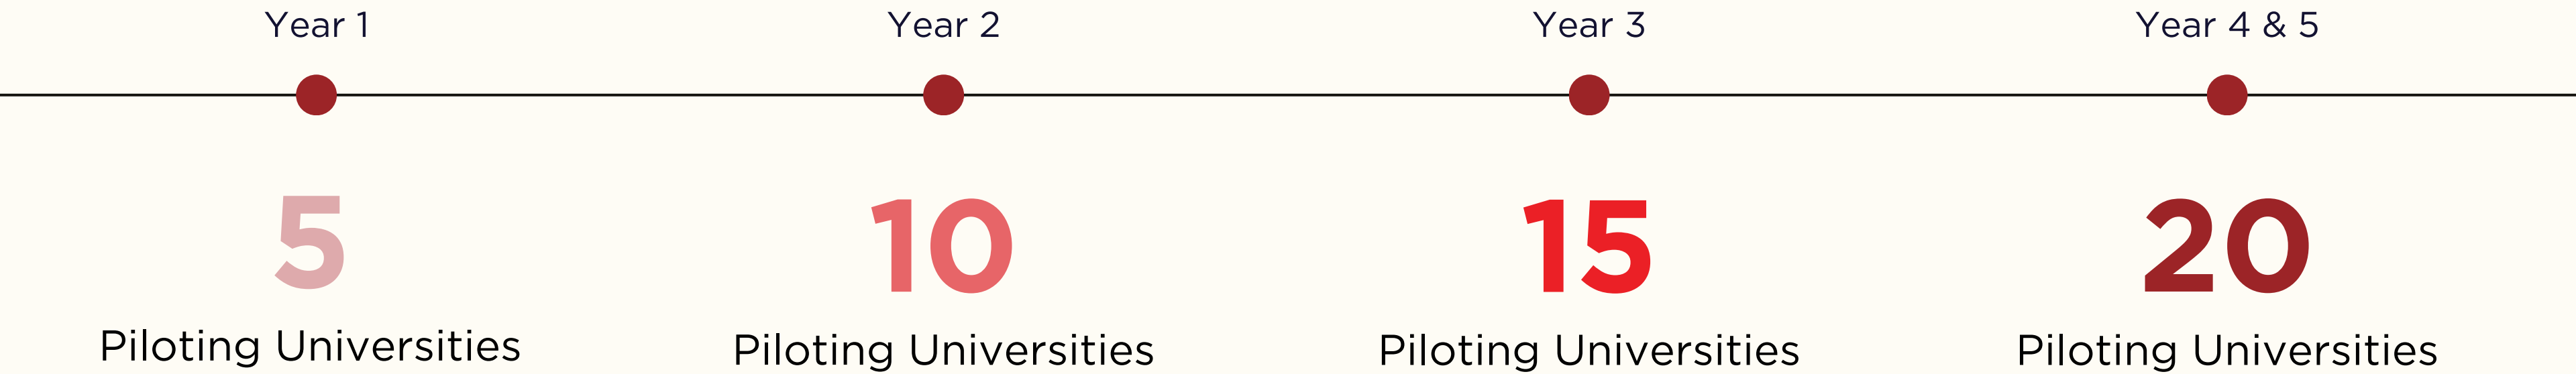 Year 1
Year 2
Year 3
Year 4 & 5
5
10
15
20
Piloting Universities
Piloting Universities
Piloting Universities
Piloting Universities